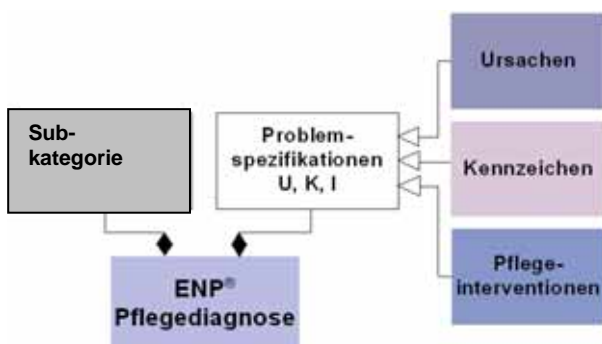 Sub-
kategorie
Problem-
spezifikationen
U, K, I
Ursachen
Kennzeichen
Pflege-
interventionen
ENP®
Pflegediagnose